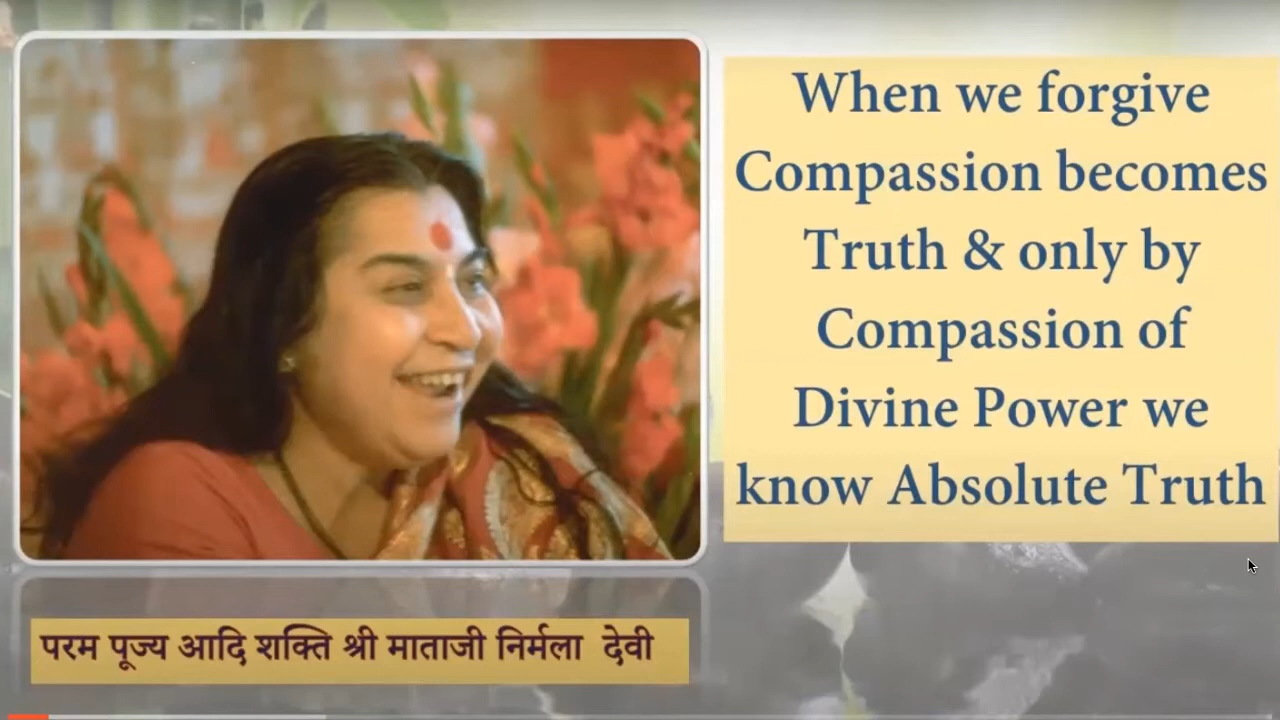 When we forgive
Compassion becomes
Truth & only by
Compassion of
Divine Power we
know Absolute Truth
परम पूज्य आदि शक्ति श्री माताजी निर्मला देवी